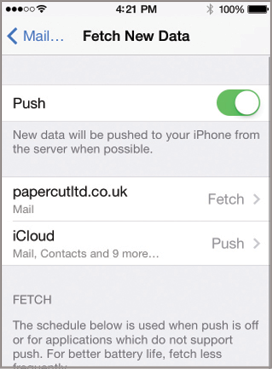 4:21 PM 100%
Mail... Fetch New Data
Push
New data will be pushed to your iPhone from
the server when possible.
papercutltd.co.uk Fetch
Mail
iCloud Push
Mail, Contacts and 9 more...
FETCH
The schedule below is used when push is off
or for applications which do not support
push. For better battery life, fetch less
frequently.